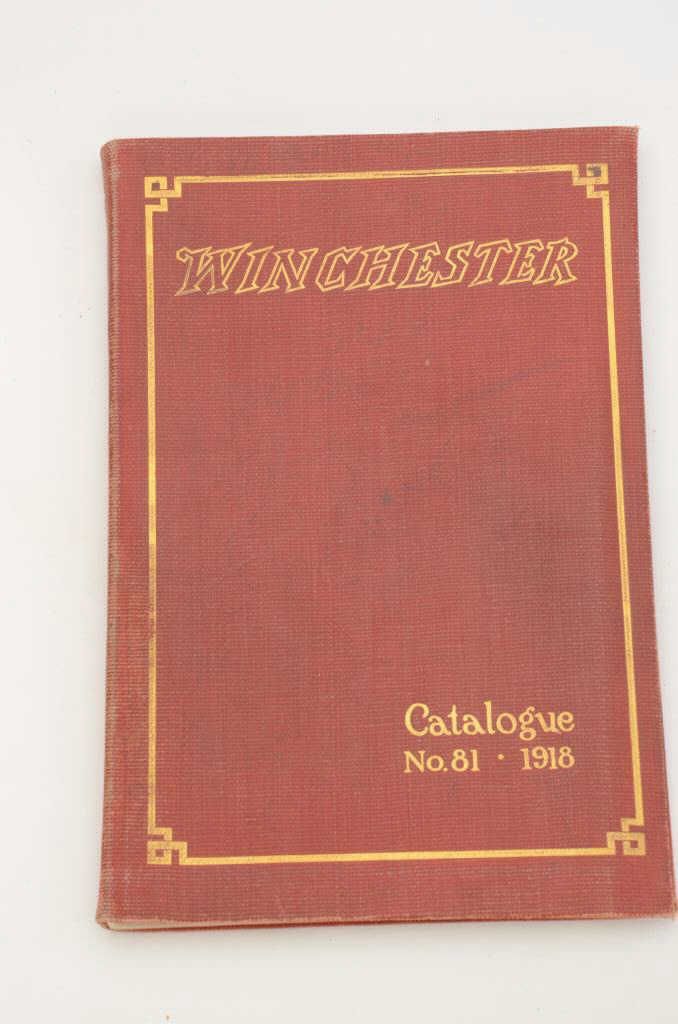 WINCHESTER
Catalogue
No. 81 · 1918